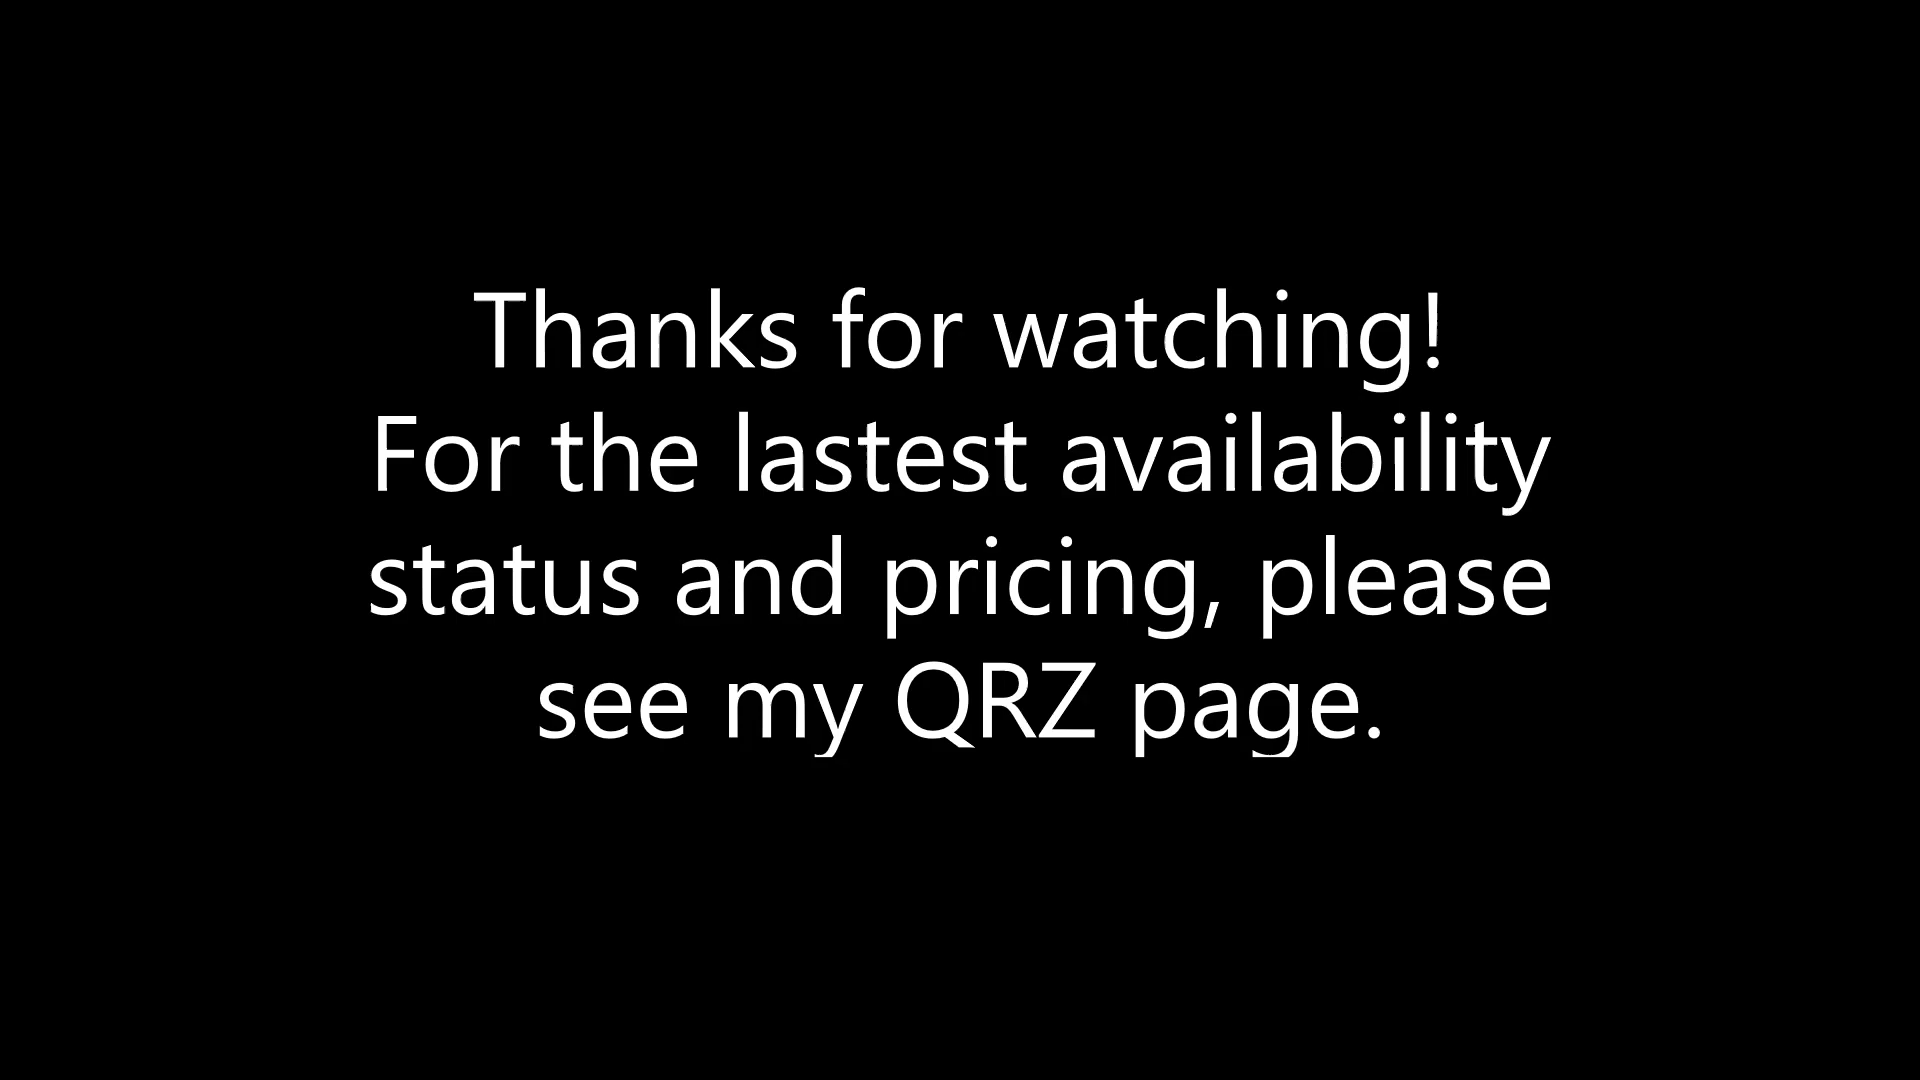 Thanks for watching!
For the lastest availability
status and pricing, please
see my QRZ page.